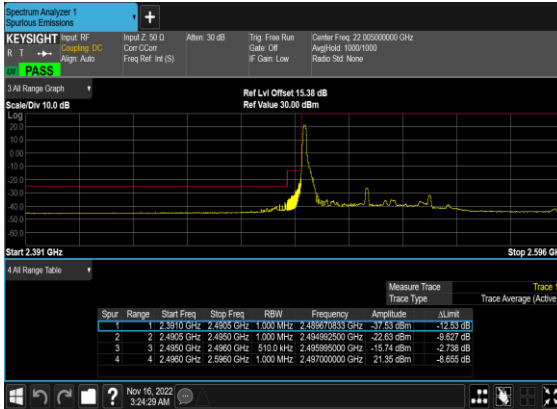 Spectrum Analyzer 1
Spurious Emissions
KEYSIGHT Input: RF Input Z: 50 Ω Atten: 30 dB Trig: Free Run Center Freq: 22.005000000 GHz
R T Coupling: DC Corr CCorr Gate: Off Avg|Hold: 1000/1000
Align: Auto Freq Ref: Int (S) IF Gain: Low Radio Std: None
PASS
3 All Range Graph
Ref Lvl Offset 15.38 dB
Scale/Div 10.0 dB Ref Value 30.00 dBm
Log
20.0
10.0
0.00
-10.0
-20.0
-30.0
-40.0
-50.0
-60.0
Start 2.391 GHz Stop 2.596 GH
4 All Range Table
Measure Trace Trace 1
Trace Type Trace Average (Active
Spur Range Start Freq Stop Freq RBW Frequency Amplitude ΔLimit
1 1 2.3910 GHz 2.4905 GHz 1.000 MHz 2.489670833 GHz -37.53 dBm -12.53 dB
2 2 2.4905 GHz 2.4950 GHz 1.000 MHz 2.494992500 GHz -22.63 dBm -9.627 dB
3 3 2.4950 GHz 2.4960 GHz 510.0 kHz 2.495995000 GHz -15.74 dBm -2.738 dB
4 4 2.4960 GHz 2.5960 GHz 1.000 MHz 2.497000000 GHz 21.35 dBm -8.655 dB
Nov 16, 2022
3:24:29 AM